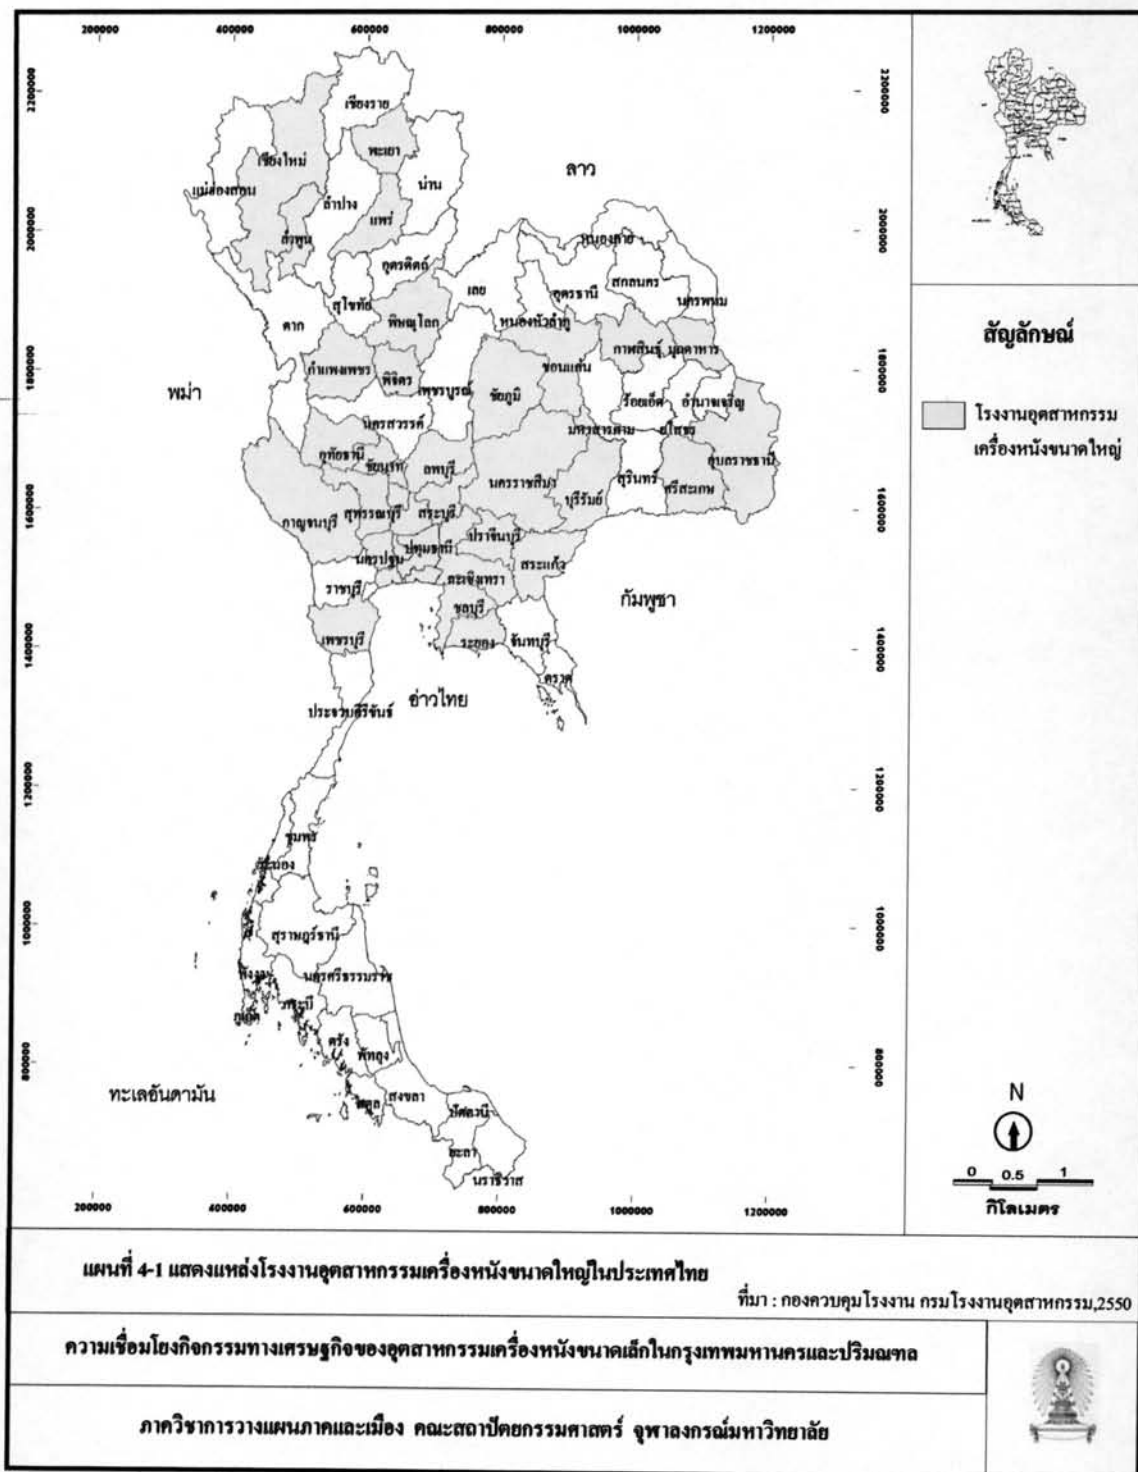 200000 400000 600000 800000 1000000 1200000
2200000
2200000
เชียงราย
เชียงใหม่
พะเยา
ลาว
น่าน
แม่ฮ่องสอน
ลำปาง
แพร่
2000000
2000000
ลำพูน
หนองคาย
อุตรดิตถ์
เลย
อุดรธานี
สกลนคร
สุโขทัย
นครพนม
ตาก
พิษณุโลก
หนองบัวลำภู
สัญลักษณ์
กาฬสินธุ์
มุกดาหาร
1800000
1800000
กำแพงเพชร
พิจิตร
ขอนแก่น
พม่า
เพชรบูรณ์
ชัยภูมิ
ร้อยเอ็ด
อำนาจเจริญ
โรงงานอุตสาหกรรม
เครื่องหนังขนาดใหญ่
นครสวรรค์
มหาสารคาม
ยโสธร
อุทัยธานี
ชัยนาท
ลพบุรี
อุบลราชธานี
นครราชสีมา
สุรินทร์
ศรีสะเกษ
บุรีรัมย์
1600000
1600000
กาญจนบุรี
สุพรรณบุรี
สระบุรี
ปราจีนบุรี
นครปฐม
ปทุมธานี
สระแก้ว
ราชบุรี
ฉะเชิงเทรา
กัมพูชา
ชลบุรี
เพชรบุรี
ระยอง
จันทบุรี
1400000
1400000
ตราด
อ่าวไทย
ประจวบคีรีขันธ์
1200000
1200000
ชุมพร
ระนอง
1000000
1000000
สุราษฎร์ธานี
พังงา
นครศรีธรรมราช
กระบี่
ภูเก็ต
ตรัง
พัทลุง
800000
800000
ทะเลอันดามัน
สตูล
สงขลา
ปัตตานี
ยะลา
นราธิวาส
N
0 0.5 1
กิโลเมตร
200000 400000 600000 800000 1000000 1200000
แผนที่ 4-1 แสดงแหล่งโรงงานอุตสาหกรรมเครื่องหนังขนาดใหญ่ในประเทศไทย
ที่มา : กองควบคุมโรงงาน กรมโรงงานอุตสาหกรรม,2550
ความเชื่อมโยงกิจกรรมทางเศรษฐกิจของอุตสาหกรรมเครื่องหนังขนาดเล็กในกรุงเทพมหานครและปริมณฑล
ภาควิชาการวางแผนภาคและเมือง คณะสถาปัตยกรรมศาสตร์ จุฬาลงกรณ์มหาวิทยาลัย